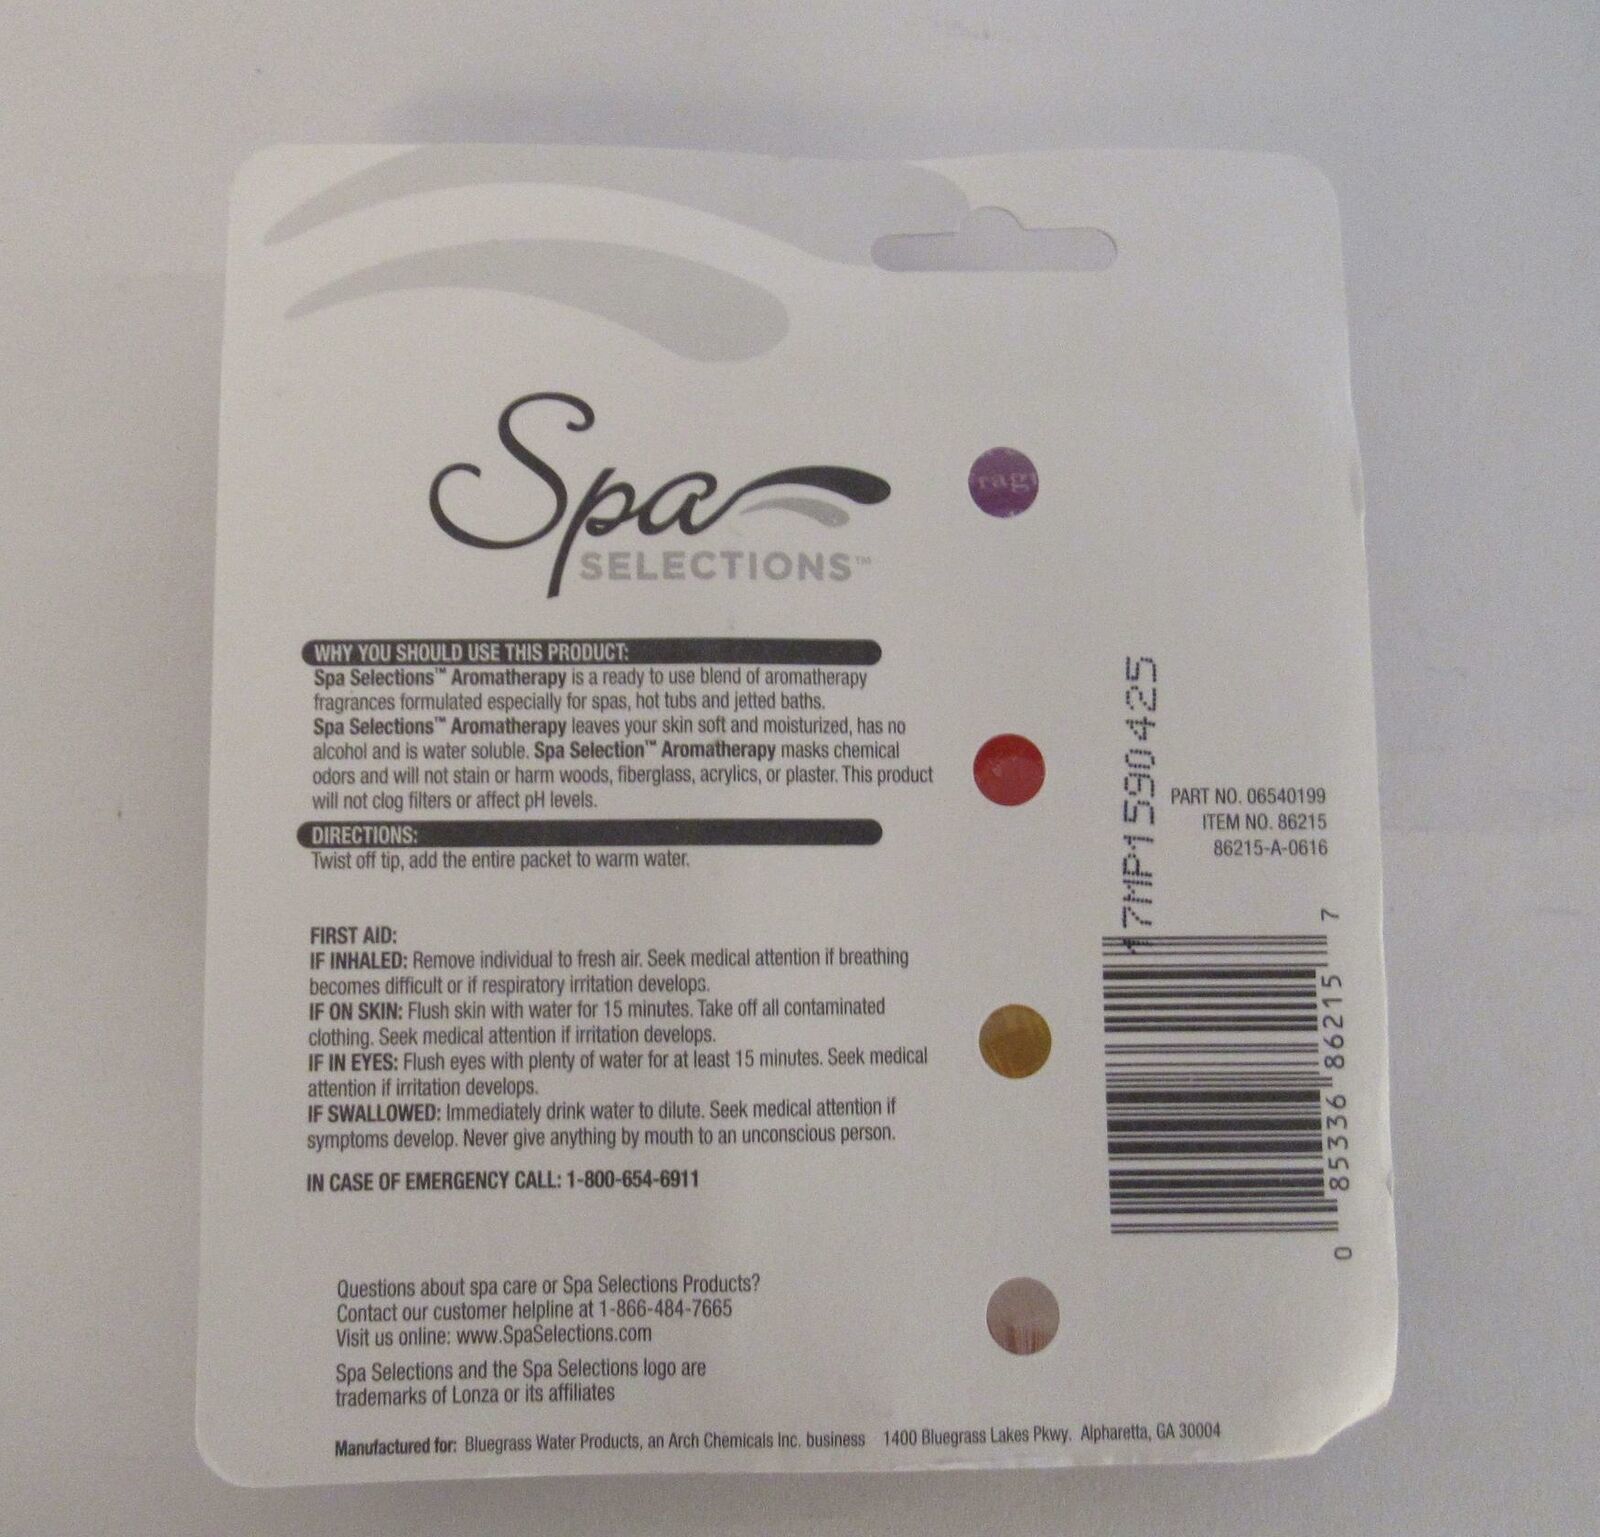 Spa
SELECTIONS™
WHY YOU SHOULD USE THIS PRODUCT:
Spa Selections™ Aromatherapy is a ready to use blend of aromatherapy
fragrances formulated especially for spas, hot tubs and jetted baths.
Spa Selections™ Aromatherapy leaves your skin soft and moisturized, has no
alcohol and is water soluble. Spa Selection™ Aromatherapy masks chemical
odors and will not stain or harm woods, fiberglass, acrylics, or plaster. This product
will not clog filters or affect pH levels.
DIRECTIONS:
Twist off tip, add the entire packet to warm water.
FIRST AID:
IF INHALED: Remove individual to fresh air. Seek medical attention if breathing
becomes difficult or if respiratory irritation develops.
IF ON SKIN: Flush skin with water for 15 minutes. Take off all contaminated
clothing. Seek medical attention if irritation develops.
IF IN EYES: Flush eyes with plenty of water for at least 15 minutes. Seek medical
attention if irritation develops.
IF SWALLOWED: Immediately drink water to dilute. Seek medical attention if
symptoms develop. Never give anything by mouth to an unconscious person.
IN CASE OF EMERGENCY CALL: 1-800-654-6911
Questions about spa care or Spa Selections Products?
Contact our customer helpline at 1-866-484-7665
Visit us online: www.SpaSelections.com
Spa Selections and the Spa Selections logo are
trademarks of Lonza or its affiliates
Manufactured for: Bluegrass Water Products, an Arch Chemicals Inc. business 1400 Bluegrass Lakes Pkwy. Alpharetta, GA 30004
rag
17MP1590425
PART NO. 06540199
ITEM NO. 86215
86215-A-0616
0 85336 86215 7